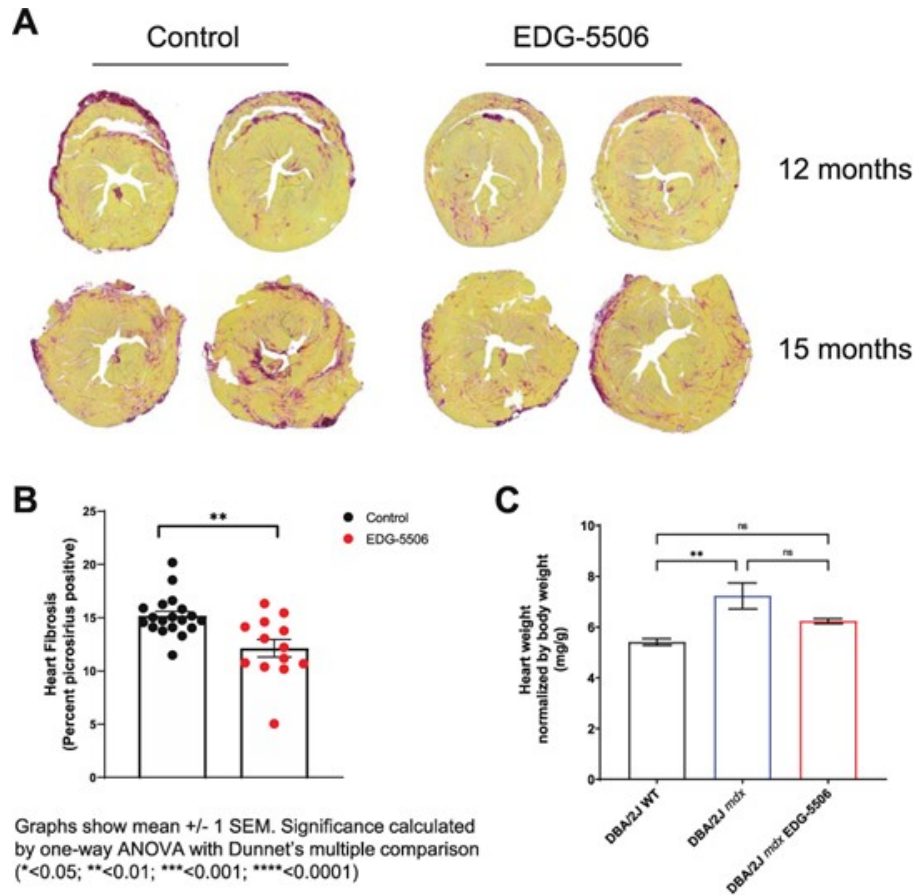 A
Control
EDG-5506
12 months
15 months
B
25
20
15
10
5
0
Heart Fibrosis
(Percent picrosirius positive)
**
Control
EDG-5506
C
10
8
6
4
2
0
Heart weight
normalized by body weight
(mg/g)
ns
**
ns
DBA/2J WT
DBA/2J mdx
DBA/2J mdx EDG-5506
Graphs show mean +/- 1 SEM. Significance calculated
by one-way ANOVA with Dunnet's multiple comparison
(*<0.05; **<0.01; ***<0.001; ****<0.0001)